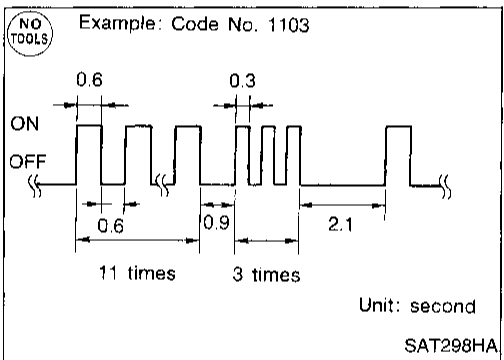 NO TOOLS
Example: Code No. 1103
0.6
0.3
ON
OFF
0.6
0.9
2.1
11 times
3 times
Unit: second
SAT298HA